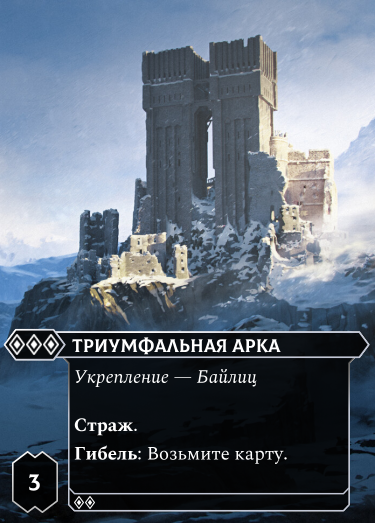 ТРИУМФАЛЬНАЯ АРКА
Укрепление — Байлиц
Страж.
Гибель: Возьмите карту.
3